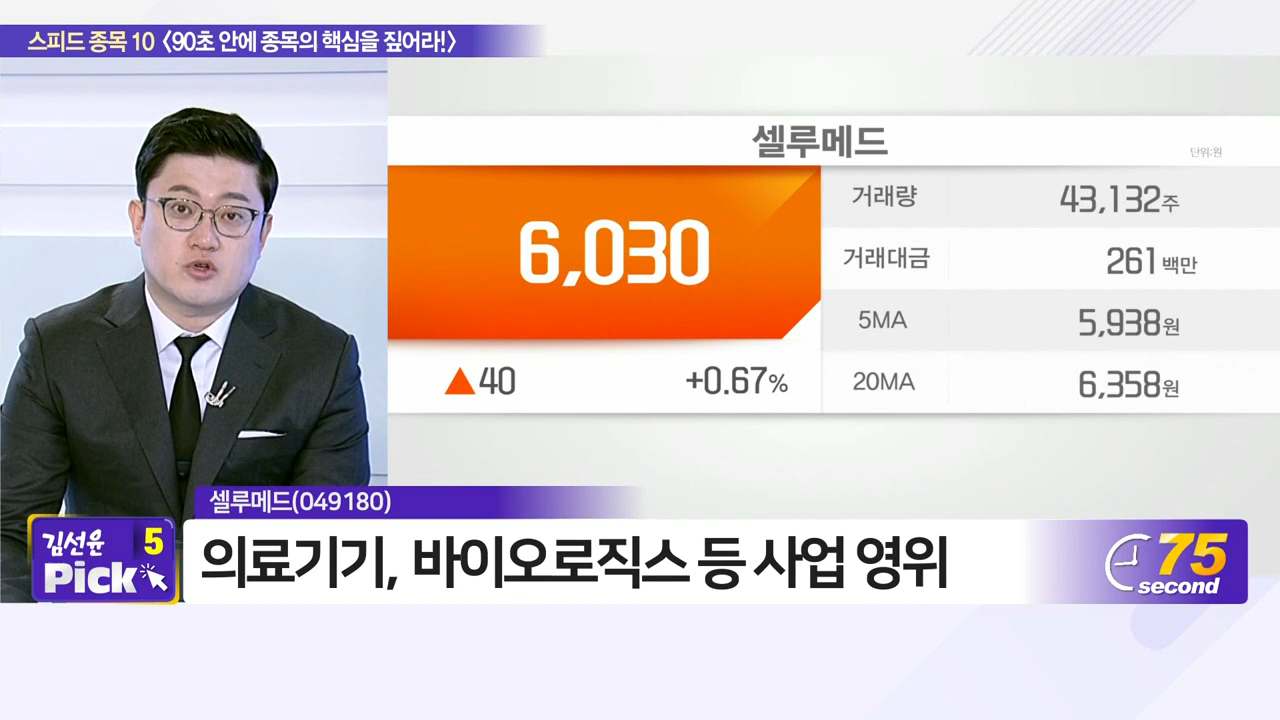 스피드 종목 10 <90초 안에 종목의 핵심을 짚어라!>
셀루메드
단위:원
6,030
▲40 +0.67%
거래량 43,132주
거래대금 261백만
5MA 5,938원
20MA 6,358원
셀루메드(049180)
김선윤 5
Pick
의료기기, 바이오로직스 등 사업 영위
75
second